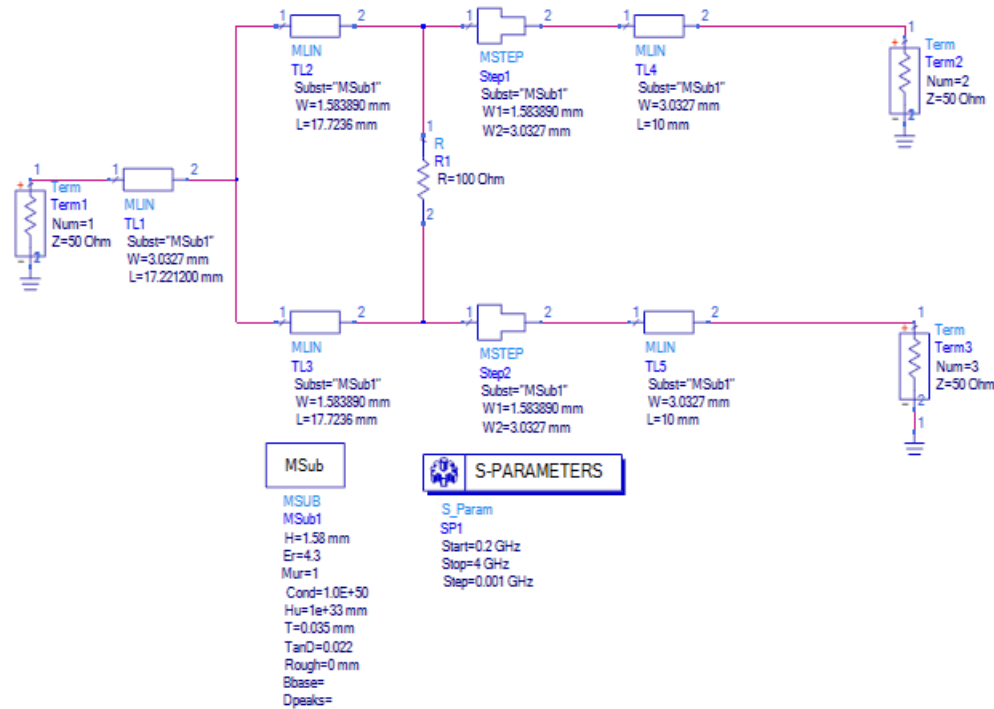 1 2
MLIN
TL2
Subst="MSub1"
W=1.583890 mm
L=17.7236 mm
1 2
MSTEP
Step1
Subst="MSub1"
W1=1.583890 mm
W2=3.0327 mm
1 2
MLIN
TL4
Subst="MSub1"
W=3.0327 mm
L=10 mm
1
+
Term
Term2
Num=2
Z=50 Ohm
- 2
1
R
R1
R=100 Ohm
2
1
+
Term
Term1
Num=1
Z=50 Ohm
- 2
1 2
MLIN
TL1
Subst="MSub1"
W=3.0327 mm
L=17.221200 mm
1 2
MLIN
TL3
Subst="MSub1"
W=1.583890 mm
L=17.7236 mm
1 2
MSTEP
Step2
Subst="MSub1"
W1=1.583890 mm
W2=3.0327 mm
1 2
MLIN
TL5
Subst="MSub1"
W=3.0327 mm
L=10 mm
1
+
Term
Term3
Num=3
Z=50 Ohm
- 2
1
MSub
MSUB
MSub1
H=1.58 mm
Er=4.3
Mur=1
Cond=1.0E+50
Hu=1e+33 mm
T=0.035 mm
TanD=0.022
Rough=0 mm
Bbase=
Dpeaks=
S-PARAMETERS
S_Param
SP1
Start=0.2 GHz
Stop=4 GHz
Step=0.001 GHz